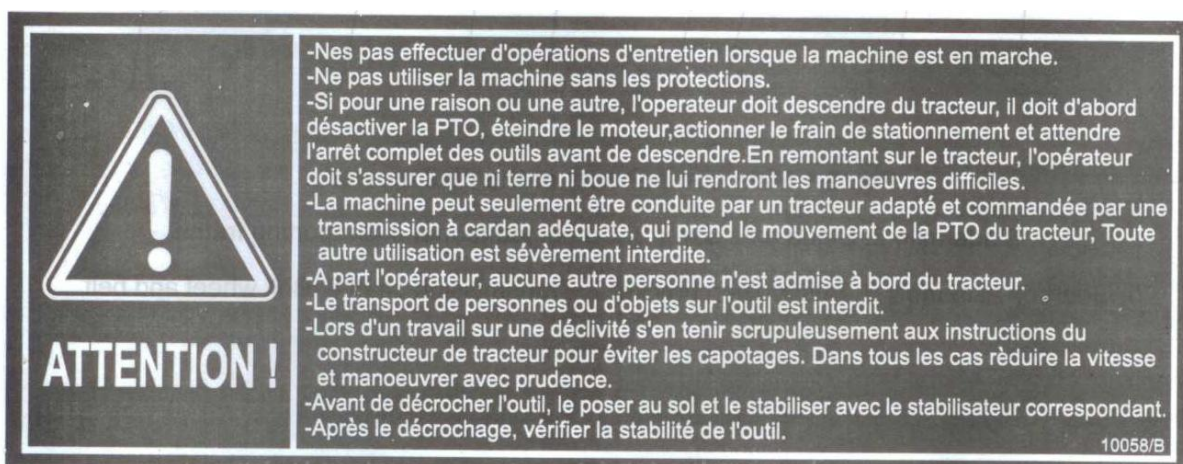 ATTENTION !
-Nes pas effectuer d'opérations d'entretien lorsque la machine est en marche.
-Ne pas utiliser la machine sans les protections.
-Si pour une raison ou une autre, l'operateur doit descendre du tracteur, il doit d'abord
désactiver la PTO, éteindre le moteur,actionner le frain de stationnement et attendre
l'arrêt complet des outils avant de descendre.En remontant sur le tracteur, l'opérateur
doit s'assurer que ni terre ni boue ne lui rendront les manoeuvres difficiles.
-La machine peut seulement être conduite par un tracteur adapté et commandée par une
transmission à cardan adéquate, qui prend le mouvement de la PTO du tracteur, Toute
autre utilisation est sévèrement interdite.
-A part l'opérateur, aucune autre personne n'est admise à bord du tracteur.
-Le transport de personnes ou d'objets sur l'outil est interdit.
-Lors d'un travail sur une déclivité s'en tenir scrupuleusement aux instructions du
constructeur de tracteur pour éviter les capotages. Dans tous les cas rèduire la vitesse
et manoeuvrer avec prudence.
-Avant de décrocher l'outil, le poser au sol et le stabiliser avec le stabilisateur correspondant.
-Après le décrochage, vérifier la stabilité de l'outil.
10058/B